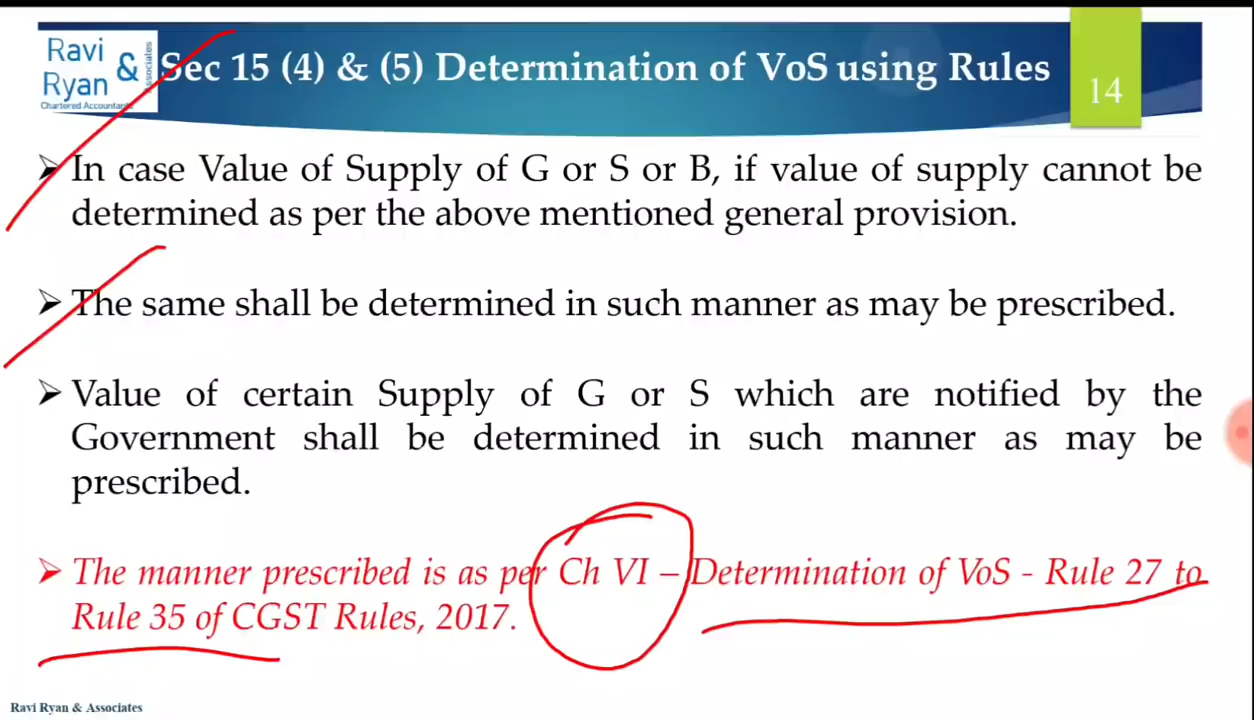 Ravi
Ryan
&
Associates
Chartered Accountants
Sec 15 (4) & (5) Determination of VoS using Rules
14
➢ In case Value of Supply of G or S or B, if value of supply cannot be
determined as per the above mentioned general provision.
➢ The same shall be determined in such manner as may be prescribed.
➢ Value of certain Supply of G or S which are notified by the
Government shall be determined in such manner as may be
prescribed.
➢ The manner prescribed is as per Ch VI – Determination of VoS - Rule 27 to
Rule 35 of CGST Rules, 2017.
Ravi Ryan & Associates